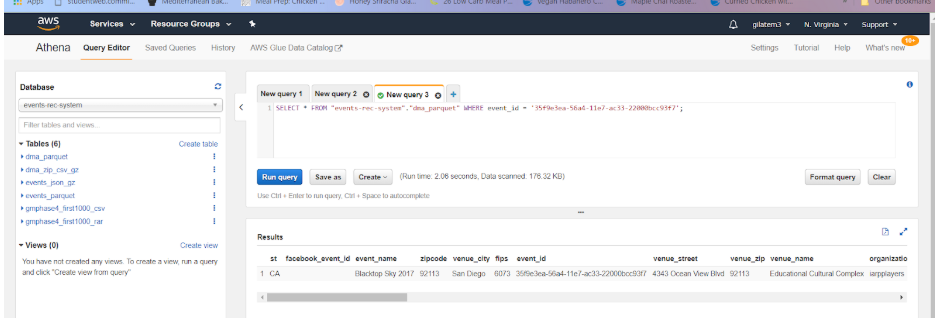 Apps studentweb.commi... Mediterranean Bak... Meal Prep: Chicken ... Honey Sriracha Gla... 26 Low Carb Meal P... Vegan Habanero C... Maple Chai Roaste... Curried Chicken wit... Other Bookmarks
aws Services Resource Groups gilatem3 N. Virginia Support
Athena Query Editor Saved Queries History AWS Glue Data Catalog Settings Tutorial Help What's new 10+
Database
events-rec-system
Filter tables and views...
Tables (6) Create table
dma_parquet
dma_zip_csv_gz
events_json_gz
events_parquet
gmphase4_first1000_csv
gmphase4_first1000_rar
Views (0) Create view
You have not created any views. To create a view, run a query
and click "Create view from query"
New query 1 New query 2 New query 3 +
1 SELECT * FROM "events-rec-system"."dma_parquet" WHERE event_id = '35f9e3ea-56a4-11e7-ac33-22000bcc93f7';
Run query Save as Create (Run time: 2.06 seconds, Data scanned: 176.32 KB) Format query Clear
Use Ctrl + Enter to run query, Ctrl + Space to autocomplete
Results
st facebook_event_id event_name zipcode venue_city fips event_id venue_street venue_zip venue_name organizatio
1 CA Blacktop Sky 2017 92113 San Diego 6073 35f9e3ea-56a4-11e7-ac33-22000bcc93f7 4343 Ocean View Blvd 92113 Educational Cultural Complex arpplayers